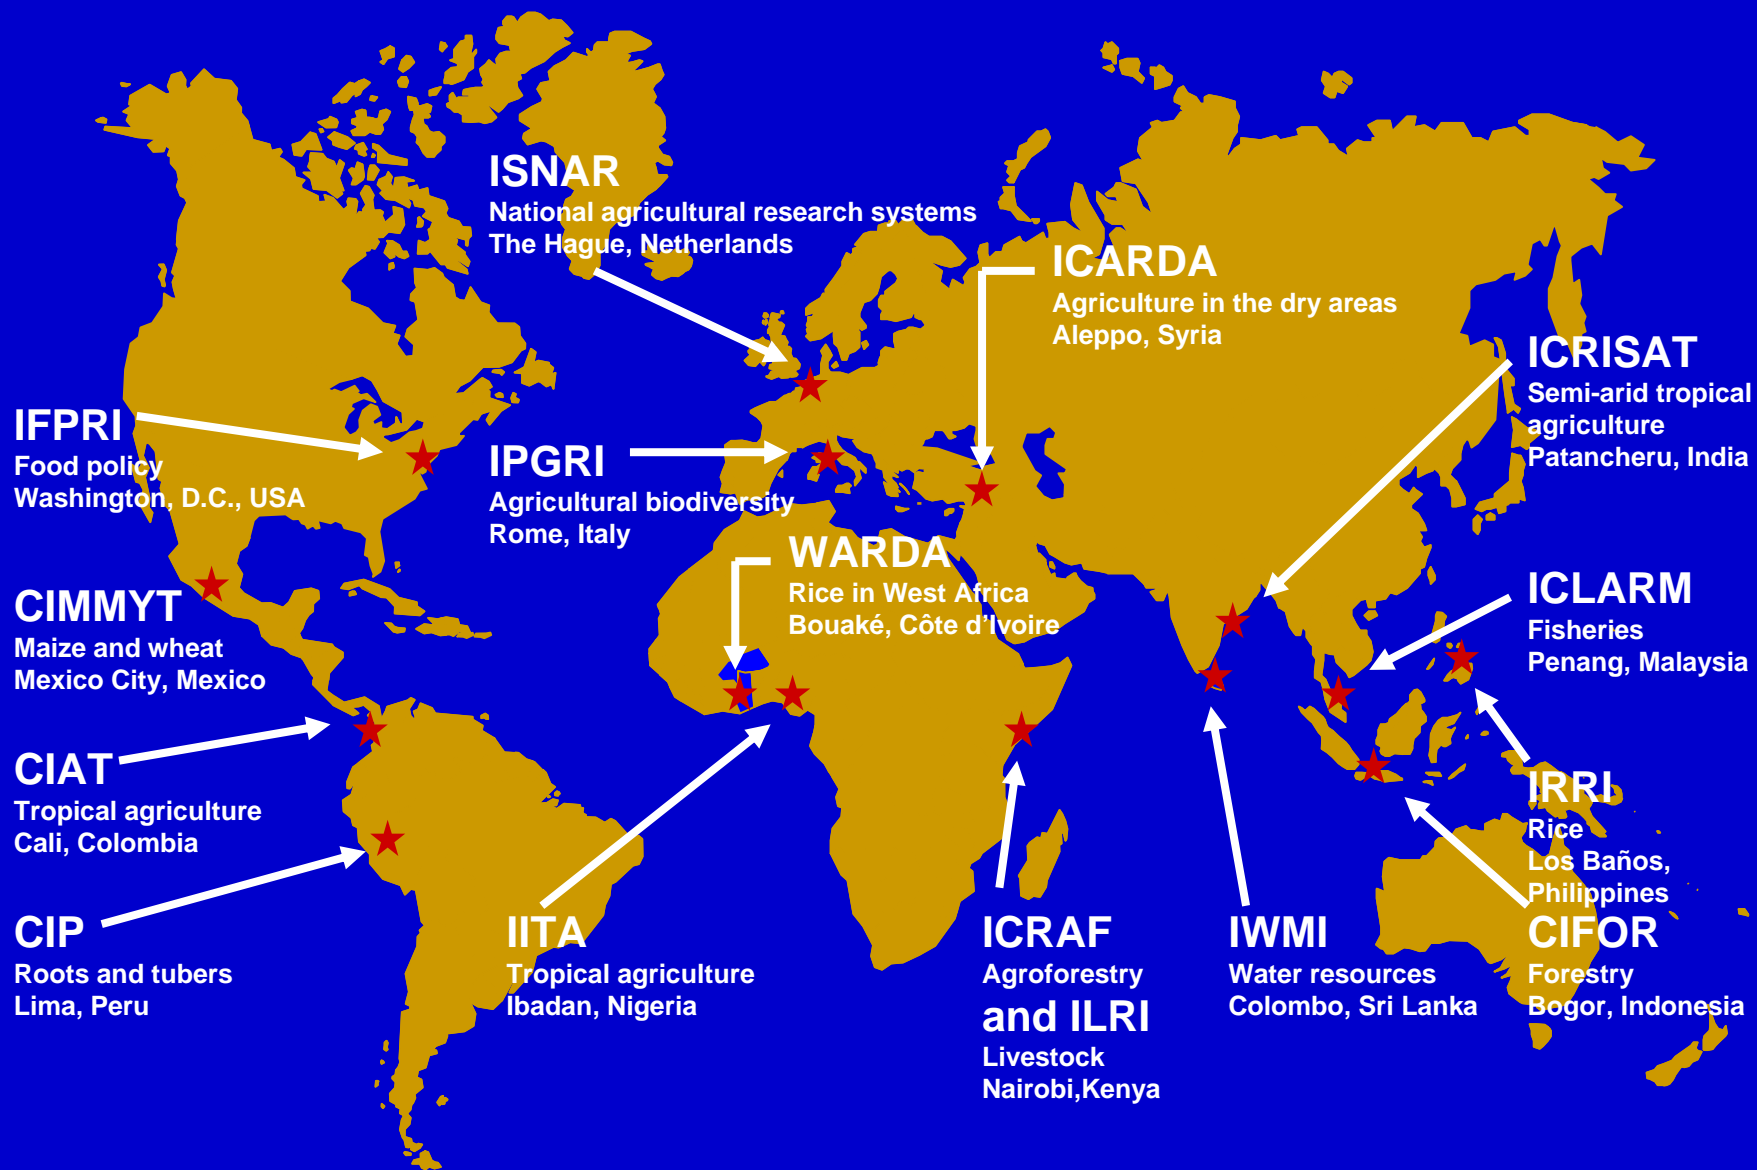 ISNAR
National agricultural research systems
The Hague, Netherlands
ICARDA
Agriculture in the dry areas
Aleppo, Syria
ICRISAT
Semi-arid tropical
agriculture
Patancheru, India
IFPRI
Food policy
Washington, D.C., USA
IPGRI
Agricultural biodiversity
Rome, Italy
WARDA
Rice in West Africa
Bouaké, Côte d'Ivoire
CIMMYT
Maize and wheat
Mexico City, Mexico
ICLARM
Fisheries
Penang, Malaysia
CIAT
Tropical agriculture
Cali, Colombia
IRRI
Rice
Los Baños,
Philippines
CIP
Roots and tubers
Lima, Peru
IITA
Tropical agriculture
Ibadan, Nigeria
ICRAF
Agroforestry
and ILRI
Livestock
Nairobi,Kenya
IWMI
Water resources
Colombo, Sri Lanka
CIFOR
Forestry
Bogor, Indonesia